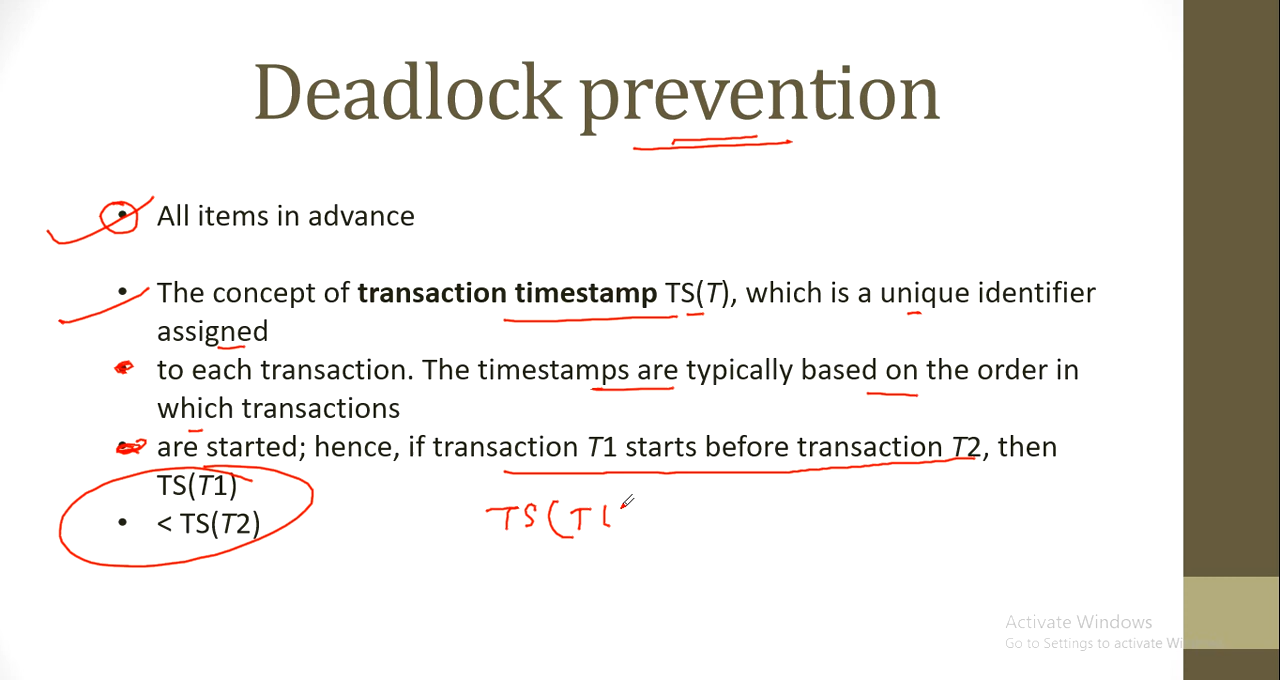 Deadlock prevention
• All items in advance
• The concept of transaction timestamp TS(T), which is a unique identifier
assigned
• to each transaction. The timestamps are typically based on the order in
which transactions
• are started; hence, if transaction T1 starts before transaction T2, then
TS(T1)
• < TS(T2)
TS(T1
Activate Windows
Go to Settings to activate Windows.